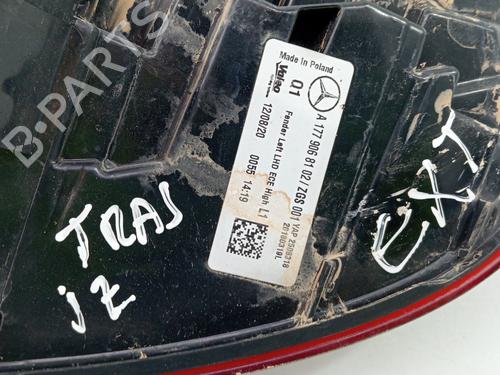 B-PARTS
Made In Poland
Valeo
Q1
12/08/20
A 177 906 81 02 / ZGS 001
Fender Left LHD ECE High L1
0055 14:19
TRAS
iZ
EXT